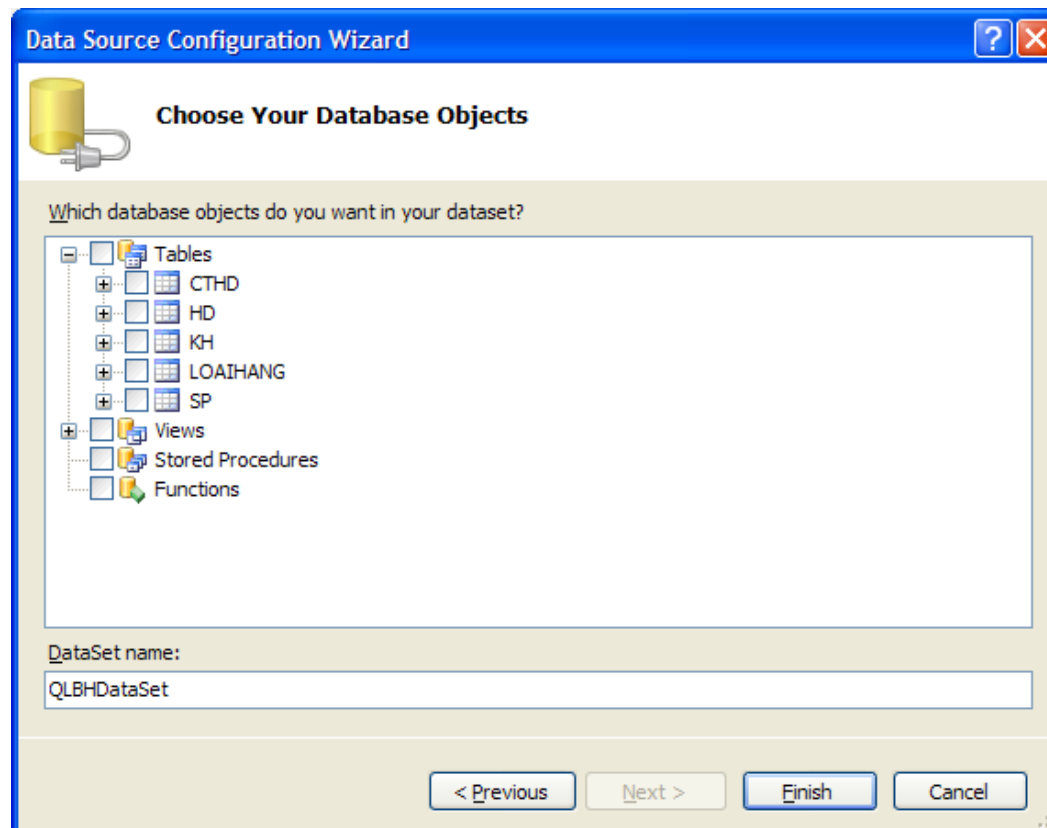 Data Source Configuration Wizard
Choose Your Database Objects
Which database objects do you want in your dataset?
Tables
CTHD
HD
KH
LOAIHANG
SP
Views
Stored Procedures
Functions
DataSet name:
QLBHDataSet
< Previous Next > Finish Cancel